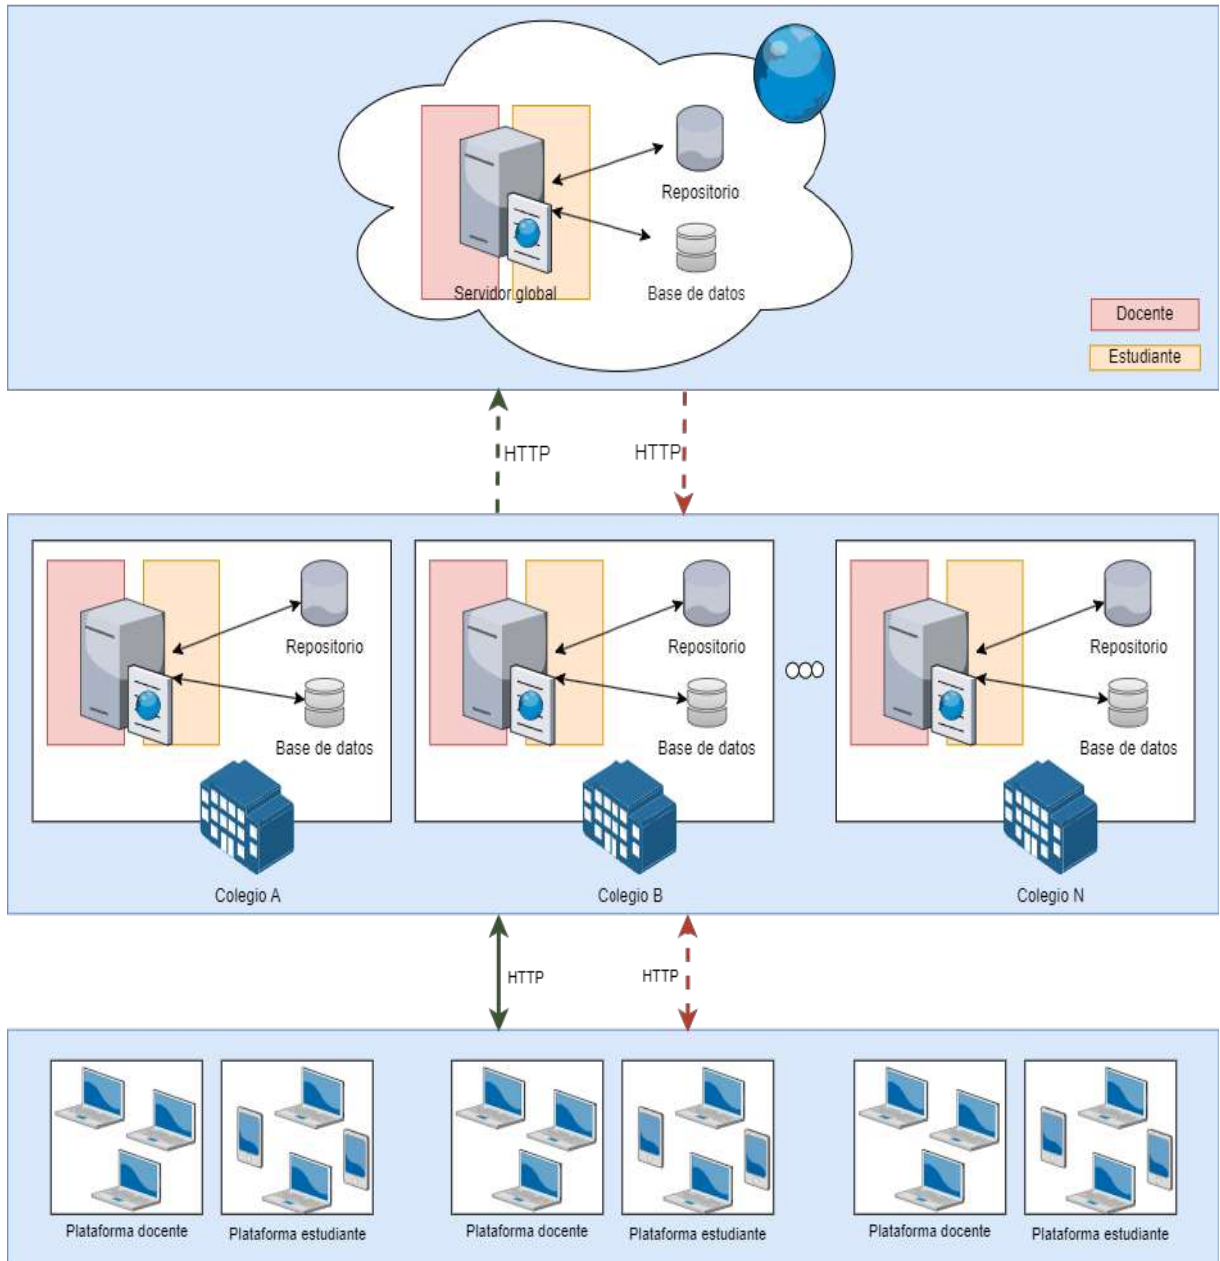 Repositorio
Servidor global
Base de datos
Docente
Estudiante
HTTP
HTTP
Repositorio
Base de datos
Colegio A
Repositorio
Base de datos
Colegio B
Repositorio
Base de datos
Colegio N
HTTP
HTTP
Plataforma docente
Plataforma estudiante
Plataforma docente
Plataforma estudiante
Plataforma docente
Plataforma estudiante